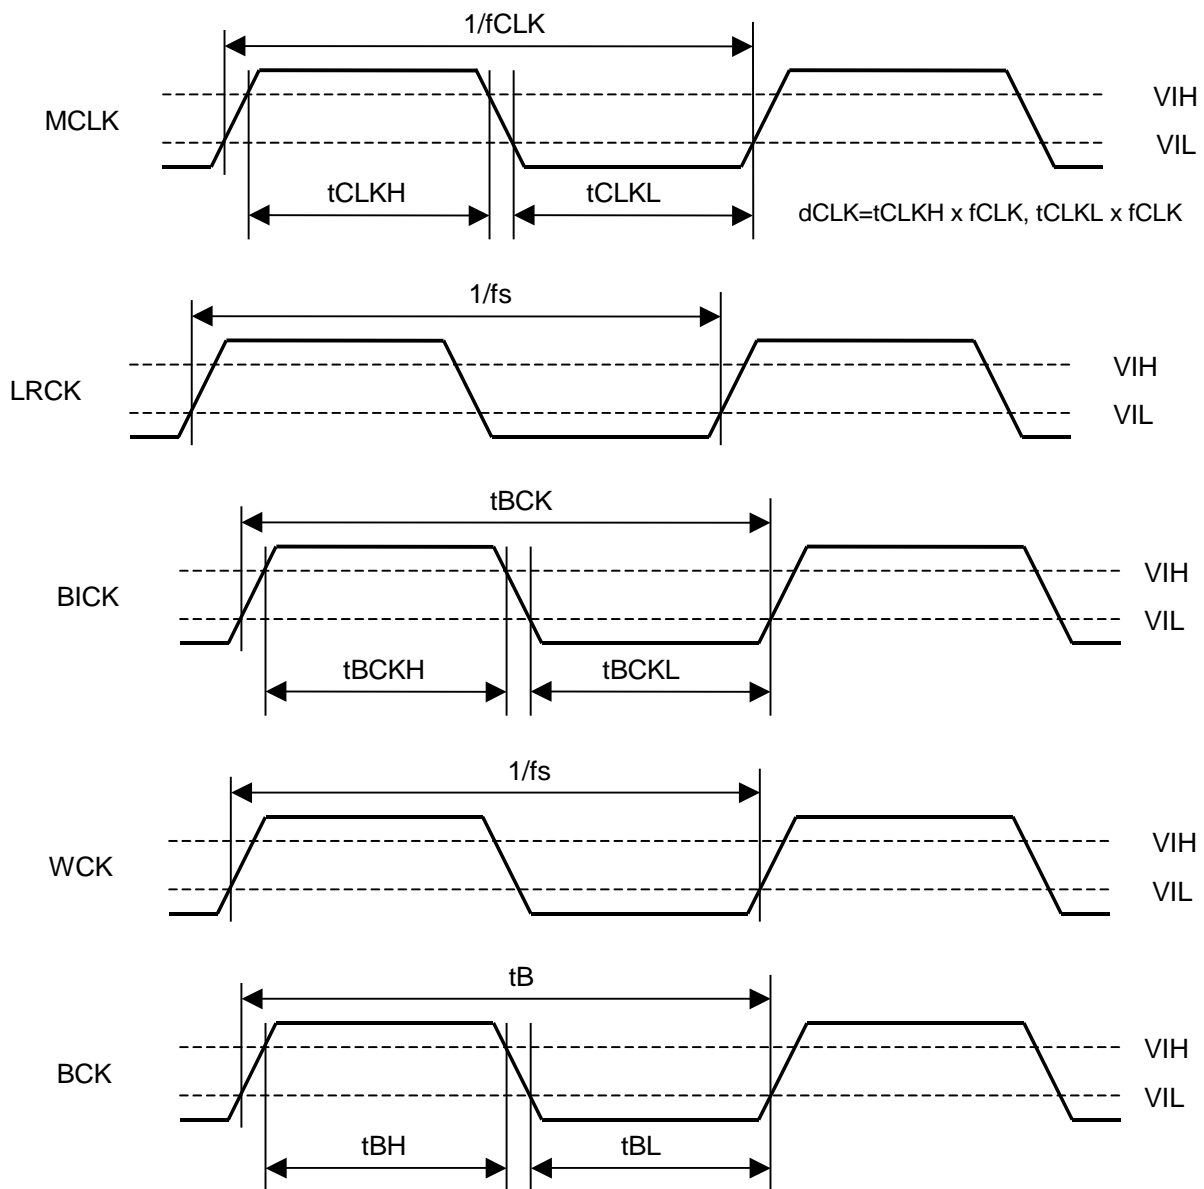 1/fCLK
MCLK
VIH
VIL
tCLKH
tCLKL
dCLK=tCLKH x fCLK, tCLKL x fCLK
1/fs
LRCK
VIH
VIL
tBCK
BICK
VIH
VIL
tBCKH
tBCKL
1/fs
WCK
VIH
VIL
tB
BCK
VIH
VIL
tBH
tBL